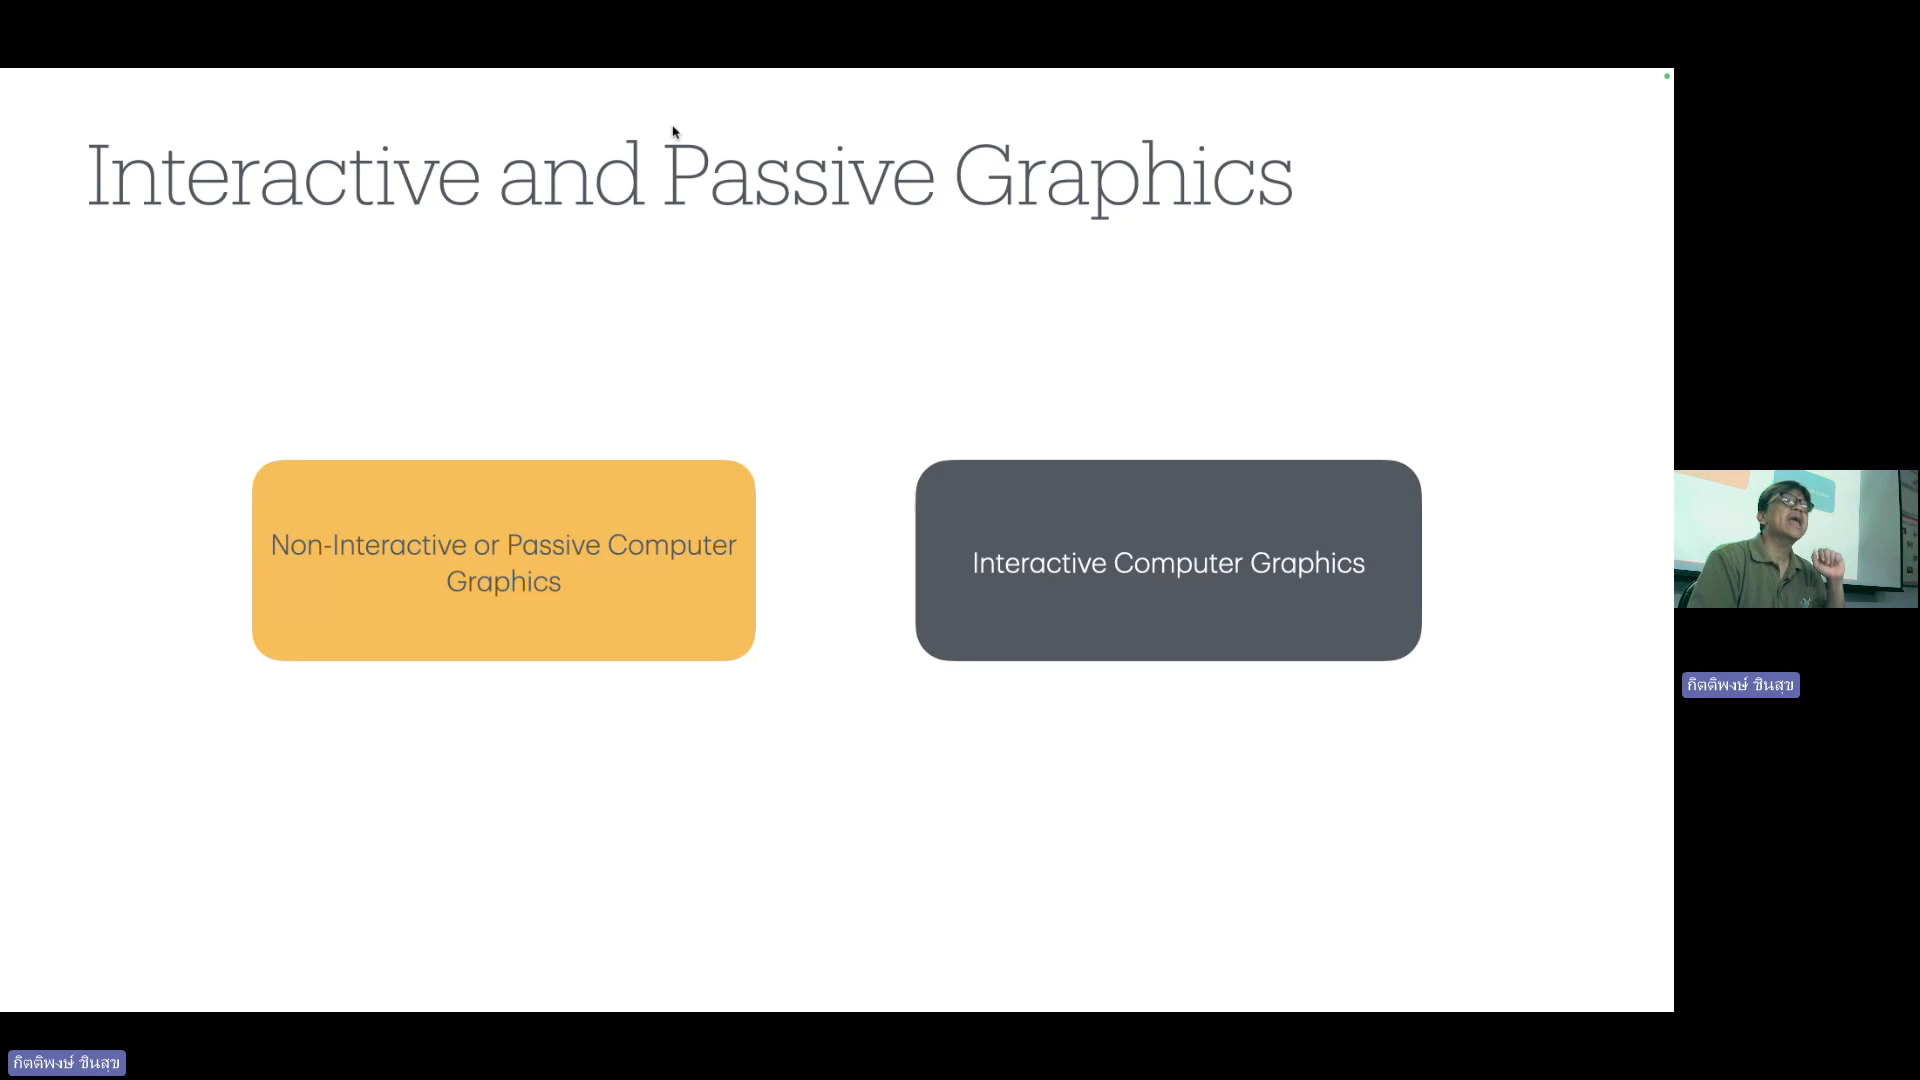 Interactive and Passive Graphics
Non-Interactive or Passive Computer
Graphics
Interactive Computer Graphics
กิตติพงษ์ ชินสุข
กิตติพงษ์ ชินสุข